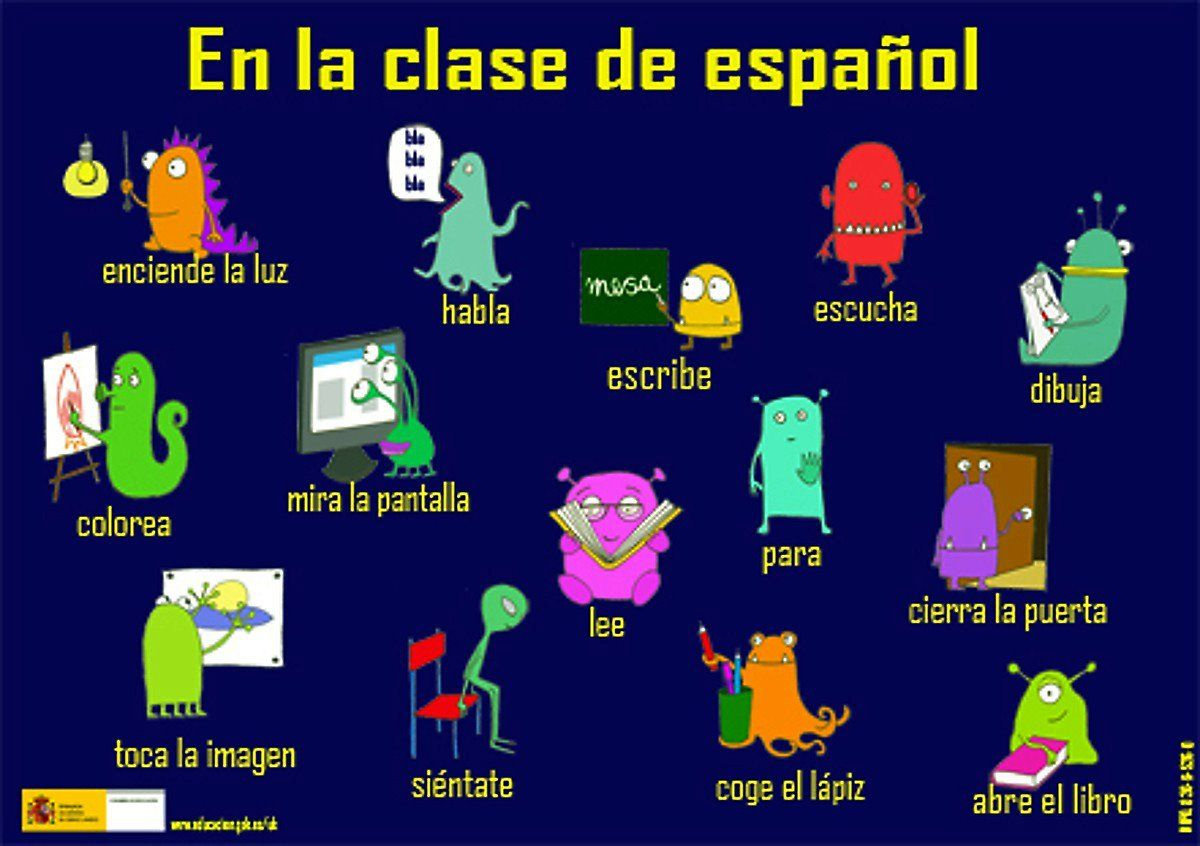 En la clase de español
bla
bla
bla
enciende la luz
habla
mesa
escribe
escucha
dibuja
colorea
mira la pantalla
lee
para
cierra la puerta
toca la imagen
siéntate
coge el lápiz
abre el libro